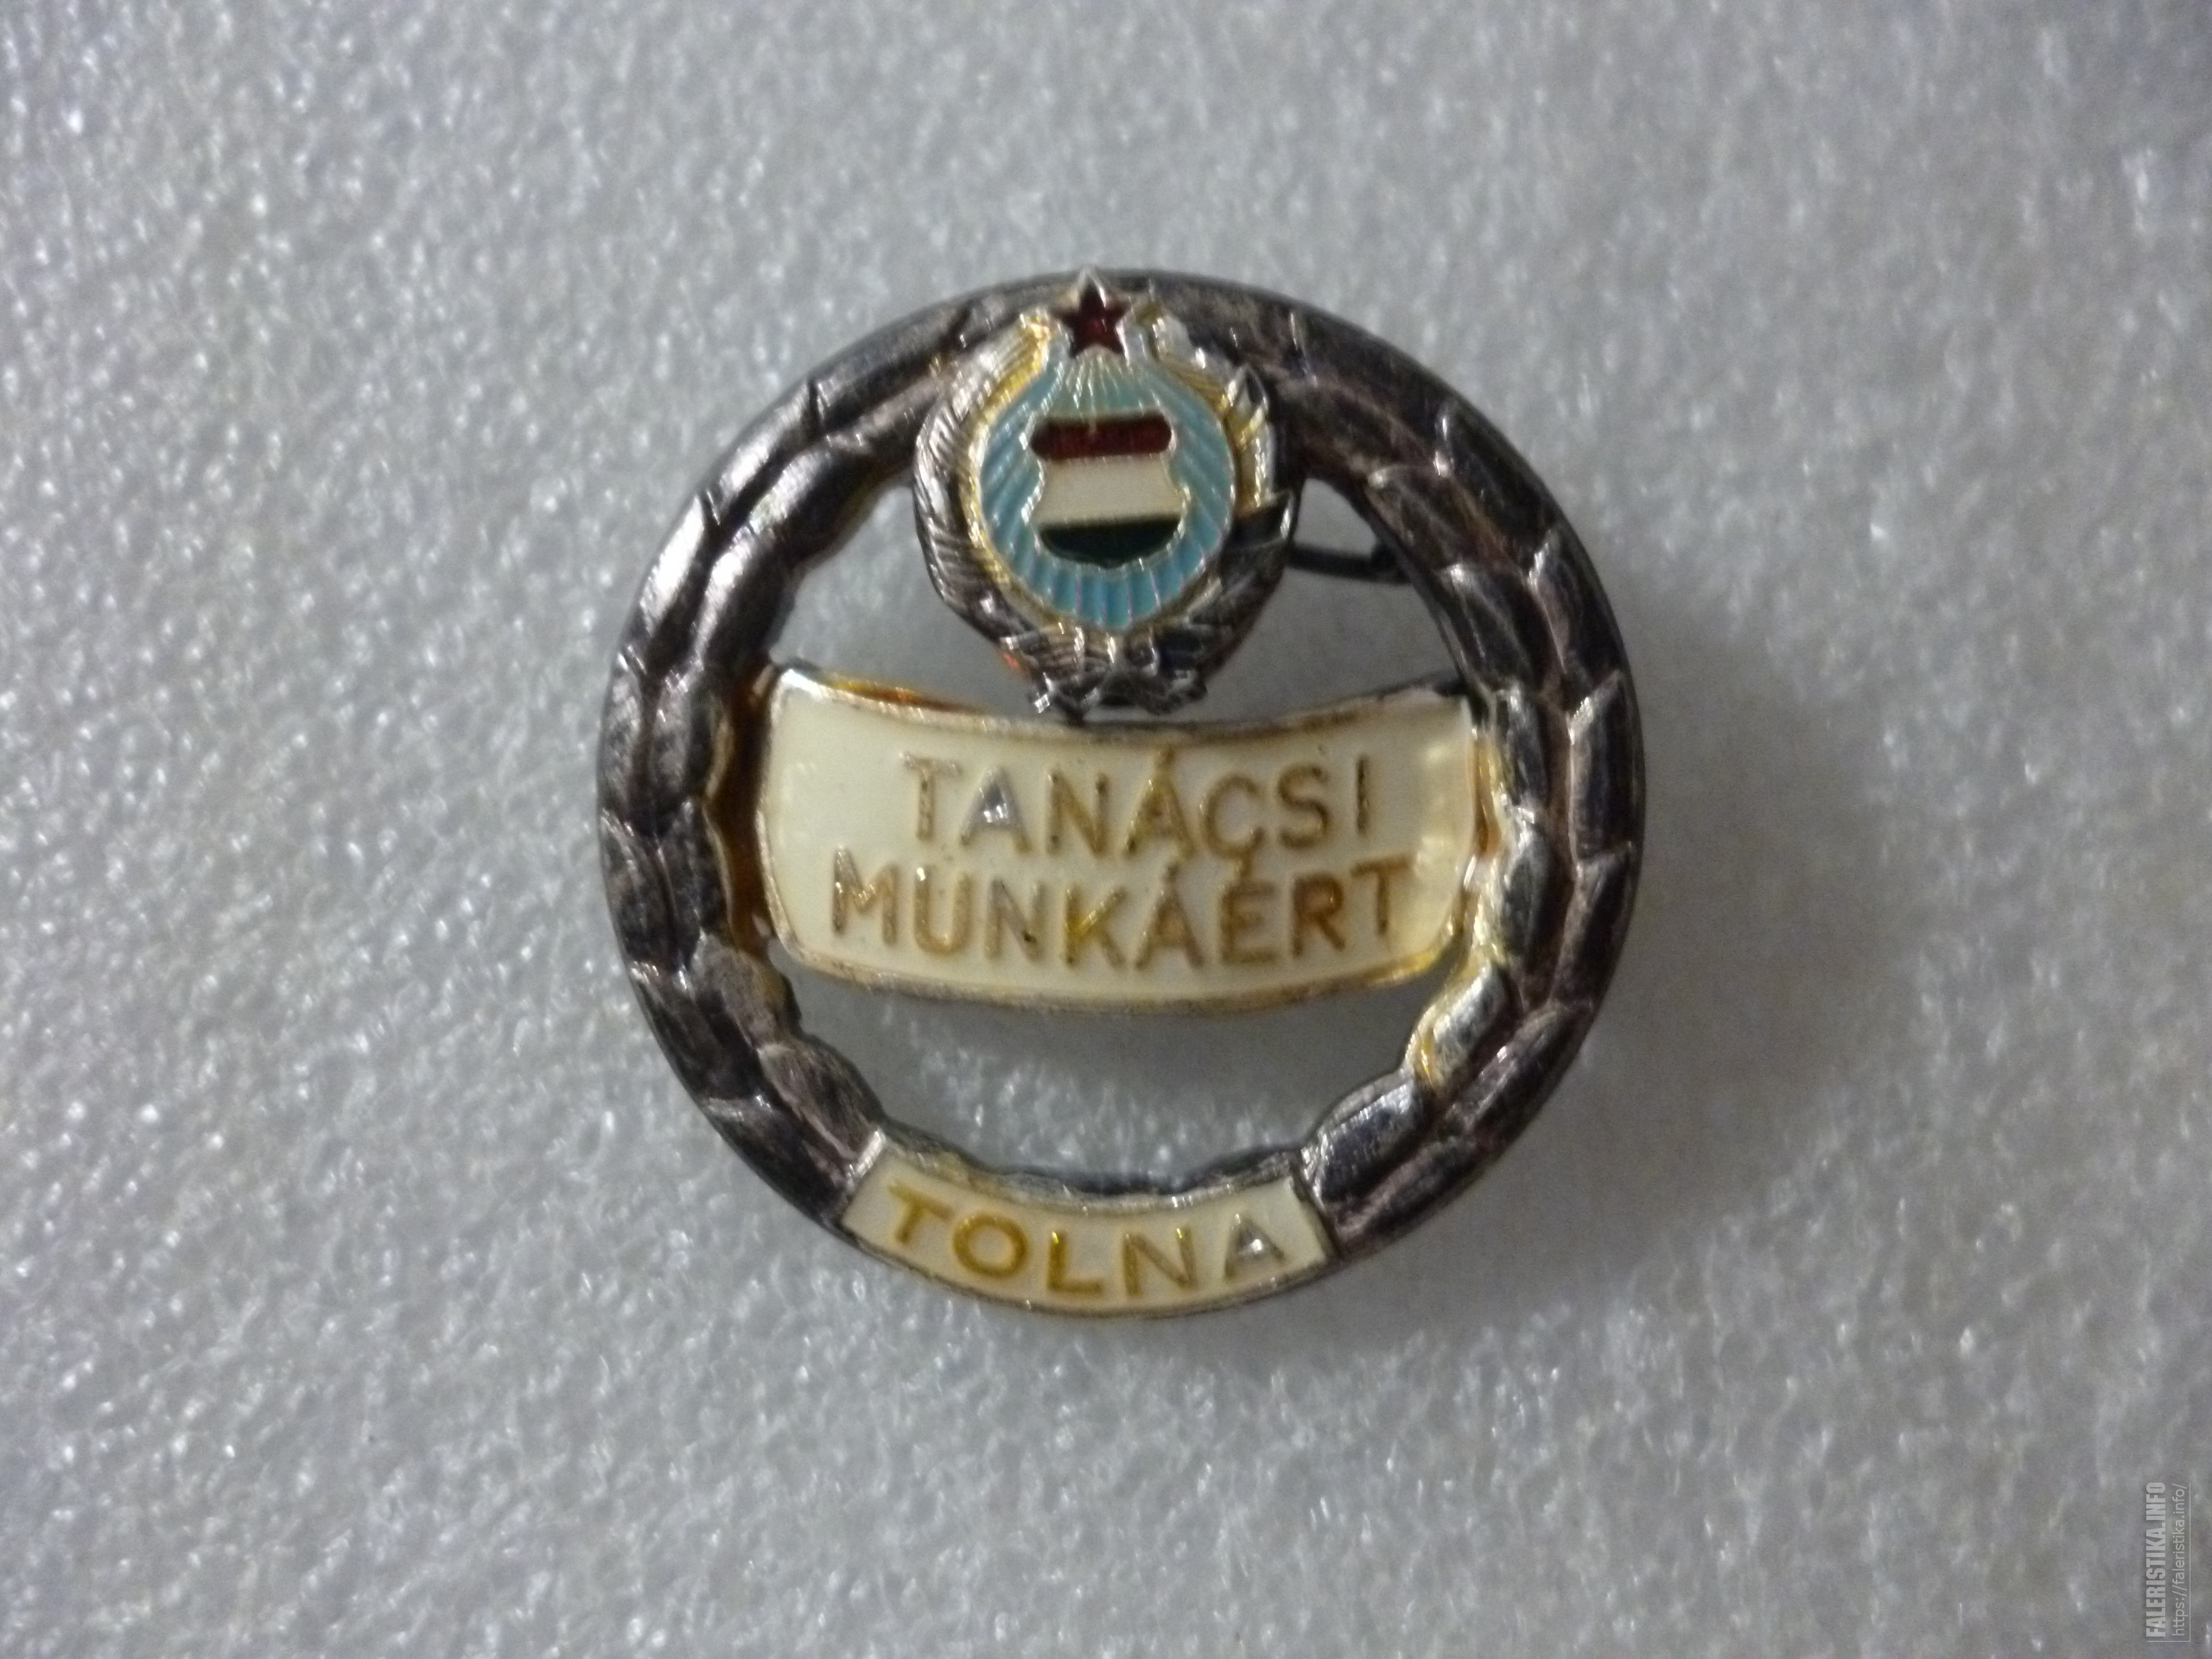 TANÁCSI
MUNKÁÉRT
TOLNA
FALERISTIKA.INFO
https://faleristika.info/